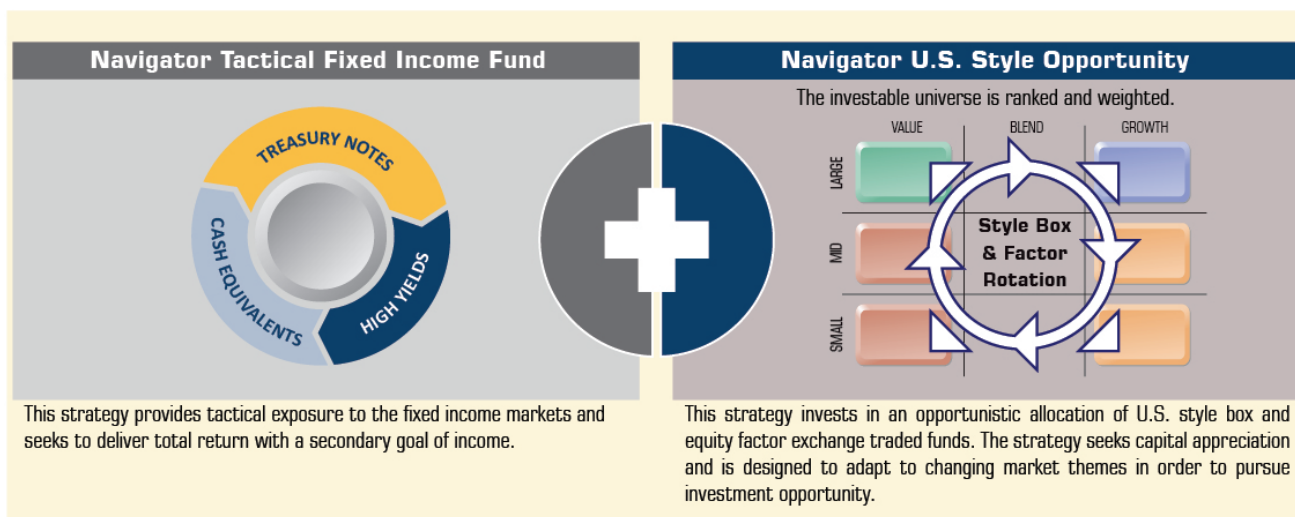 Navigator Tactical Fixed Income Fund
TREASURY NOTES
CASH EQUIVALENTS
HIGH YIELDS
This strategy provides tactical exposure to the fixed income markets and
seeks to deliver total return with a secondary goal of income.
Navigator U.S. Style Opportunity
The investable universe is ranked and weighted.
VALUE BLEND GROWTH
LARGE
MID
SMALL
Style Box
& Factor
Rotation
This strategy invests in an opportunistic allocation of U.S. style box and
equity factor exchange traded funds. The strategy seeks capital appreciation
and is designed to adapt to changing market themes in order to pursue
investment opportunity.